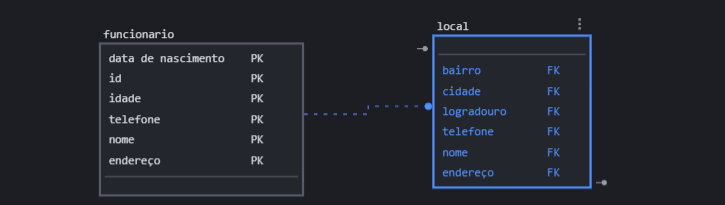 funcionario
data de nascimento PK
id PK
idade PK
telefone PK
nome PK
endereço PK
local
bairro FK
cidade FK
logradouro FK
telefone FK
nome FK
endereço FK